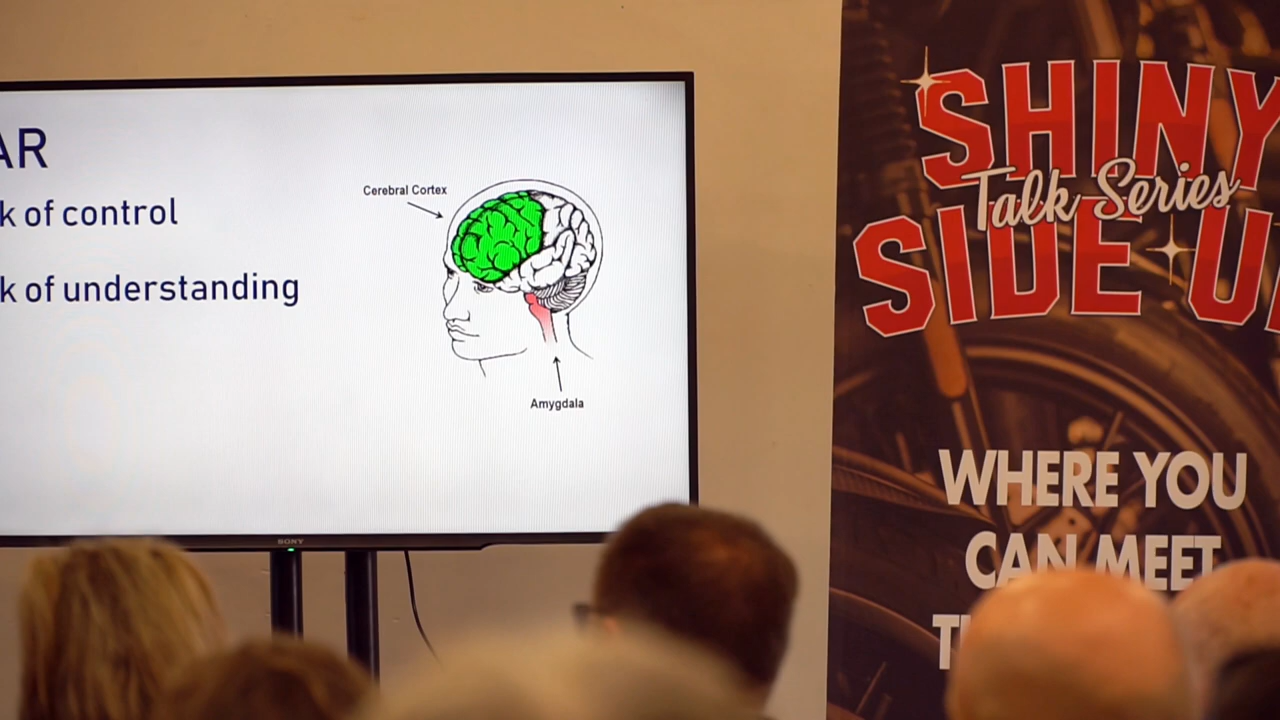 AR
k of control
k of understanding
Cerebral Cortex
Amygdala
SONY
SHINY
Talk Series
SIDE U
WHERE YOU
CAN MEET